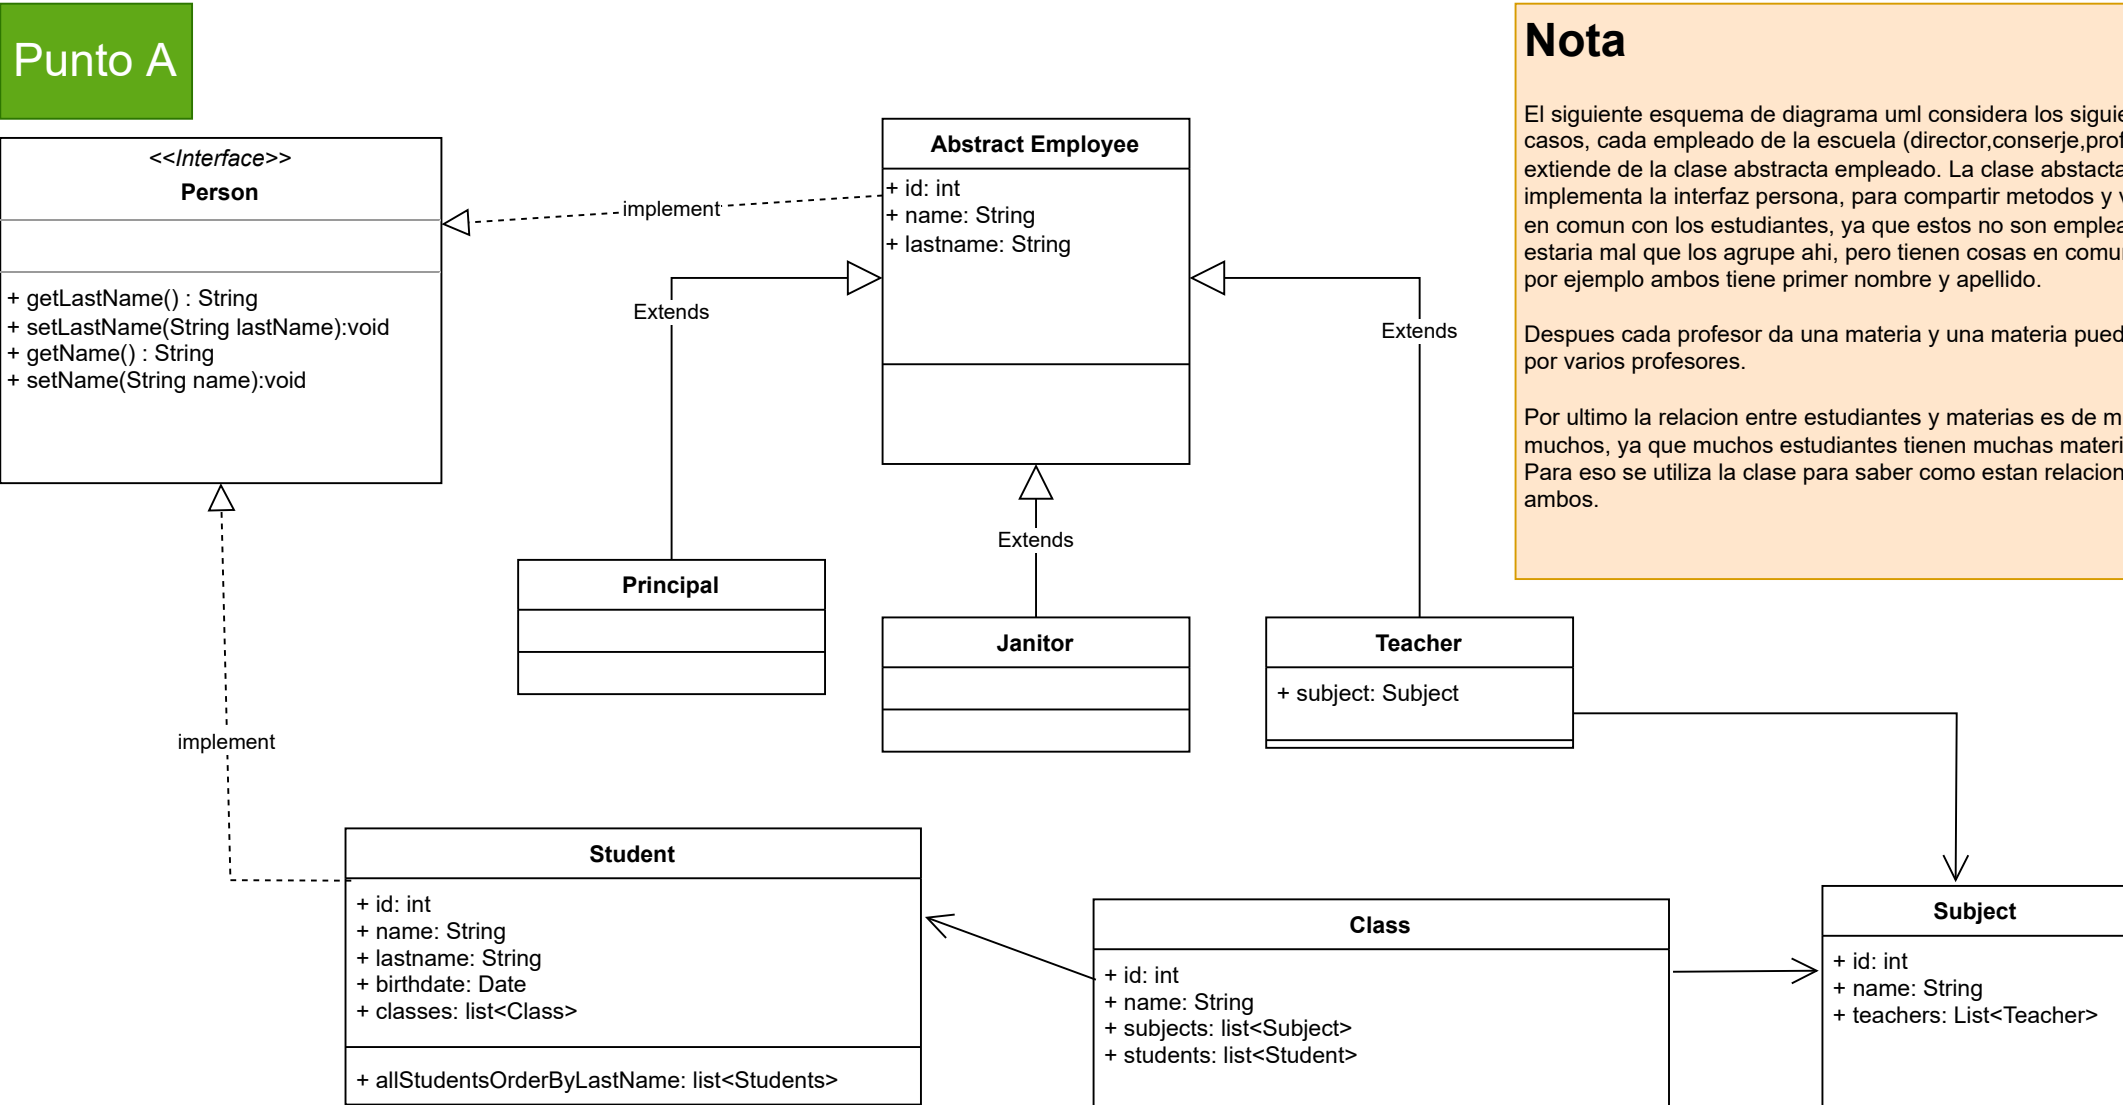 Punto A
<<Interface>>
Person
+ getLastName() : String
+ setLastName(String lastName):void
+ getName() : String
+ setName(String name):void
implement
Abstract Employee
+ id: int
+ name: String
+ lastname: String
Extends
Extends
Extends
Nota
El siguiente esquema de diagrama uml considera los
casos, cada empleado de la escuela (director,conserje,
extiende de la clase abstracta empleado. La clase abstacta
implementa la interfaz persona, para compartir metodos y
en comun con los estudiantes, ya que estos no son
estaria mal que los agrupe ahi, pero tienen cosas en
por ejemplo ambos tiene primer nombre y apellido.
Despues cada profesor da una materia y una materia
por varios profesores.
Por ultimo la relacion entre estudiantes y materias es de
muchos, ya que muchos estudiantes tienen muchas
Para eso se utiliza la clase para saber como estan
ambos.
Principal
Janitor
Teacher
+ subject: Subject
implement
Student
+ id: int
+ name: String
+ lastname: String
+ birthdate: Date
+ classes: list<Class>
+ allStudentsOrderByLastName: list<Students>
Class
+ id: int
+ name: String
+ subjects: list<Subject>
+ students: list<Student>
Subject
+ id: int
+ name: String
+ teachers: List<Teacher>